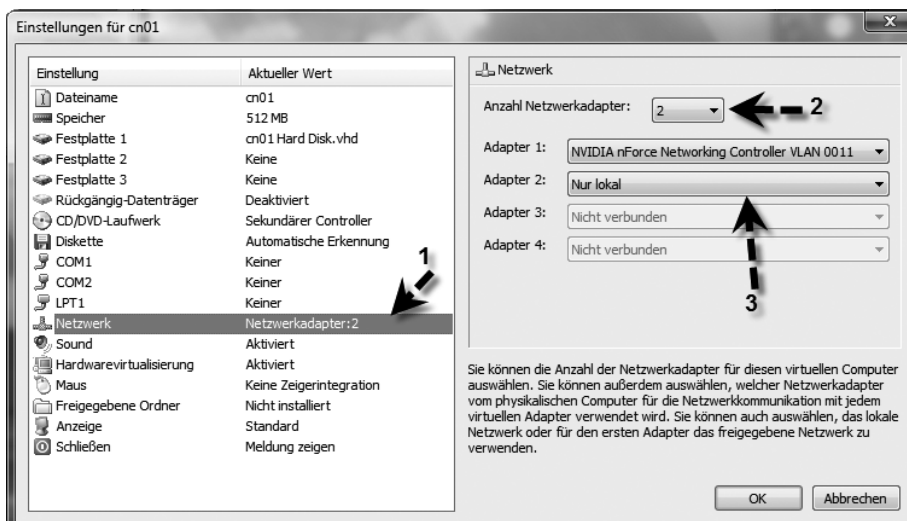 Einstellungen für cn01
x
Einstellung Aktueller Wert
Dateiname cn01
Speicher 512 MB
Festplatte 1 cn01 Hard Disk.vhd
Festplatte 2 Keine
Festplatte 3 Keine
Rückgängig-Datenträger Deaktiviert
CD/DVD-Laufwerk Sekundärer Controller
Diskette Automatische Erkennung
COM1 Keiner
COM2 Keiner
LPT1 Keiner
Netzwerk Netzwerkadapter:2
Sound Aktiviert
Hardwarevirtualisierung Aktiviert
Maus Keine Zeigerintegration
Freigegebene Ordner Nicht installiert
Anzeige Standard
Schließen Meldung zeigen
1
Netzwerk
Anzahl Netzwerkadapter: 2
2
Adapter 1: NVIDIA nForce Networking Controller VLAN 0011
Adapter 2: Nur lokal
Adapter 3: Nicht verbunden
Adapter 4: Nicht verbunden
3
Sie können die Anzahl der Netzwerkadapter für diesen virtuellen Computer
auswählen. Sie können außerdem auswählen, welcher Netzwerkadapter
vom physikalischen Computer für die Netzwerkkommunikation mit jedem
virtuellen Adapter verwendet wird. Sie können auch auswählen, das lokale
Netzwerk oder für den ersten Adapter das freigegebene Netzwerk zu
verwenden.
OK Abbrechen